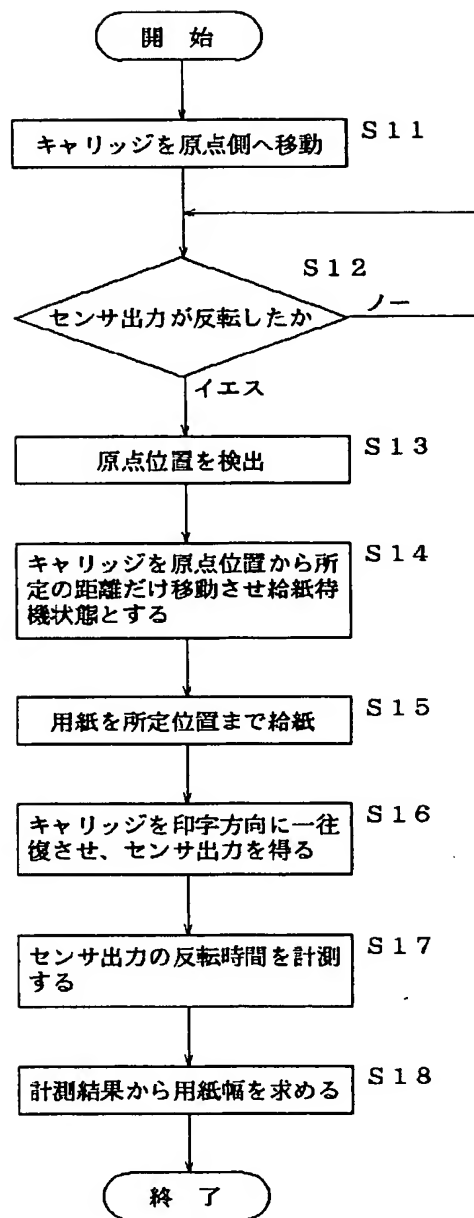 開 始
キャリッジを原点側へ移動
S11
S12
センサ出力が反転したか
ノー
イエス
原点位置を検出
S13
キャリッジを原点位置から所
定の距離だけ移動させ給紙待
機状態とする
S14
用紙を所定位置まで給紙
S15
キャリッジを印字方向に一往
復させ、センサ出力を得る
S16
センサ出力の反転時間を計測
する
S17
計測結果から用紙幅を求める
S18
終 了